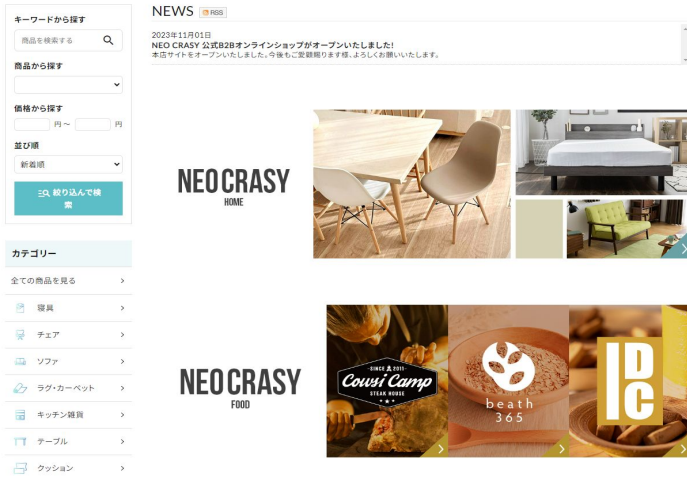 キーワードから探す
商品を検索する
商品から探す
価格から探す
円 ~ 円
並び順
新着順
絞り込んで検
索
カテゴリー
全ての商品を見る
寝具
チェア
ソファ
ラグ・カーペット
キッチン雑貨
テーブル
クッション
NEWS RSS
2023年11月01日
NEO CRASY 公式B2Bオンラインショップがオープンいたしました!
本店サイトをオープンいたしました。今後もご愛顧賜ります様、よろしくお願いいたします。
NEO CRASY
HOME
NEO CRASY
FOOD
SINCE 2011
Cowsi Camp
STEAK HOUSE
beath
365
ID
IC